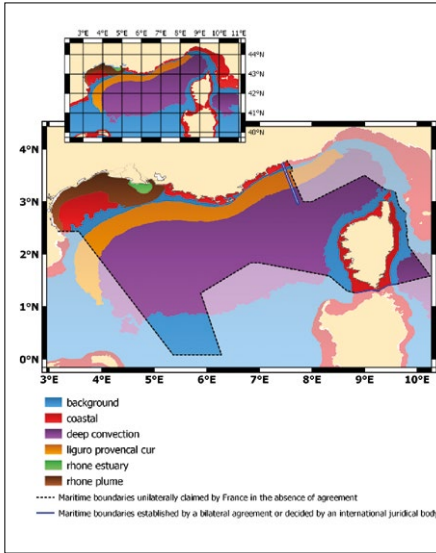 2°E 3°E 4°E 5°E 6°E 7°E 8°E 9°E 10°E 11°E
44°N
43°N
42°N
41°N
40°N
4°N
3°N
2°N
1°N
0°N
3°E 4°E 5°E 6°E 7°E 8°E 9°E 10°E
background
coastal
deep convection
liguro provencal cur
rhone estuary
rhone plume
Maritime boundaries unilaterally claimed by France in the absence of agreement
Maritime boundaries established by a bilateral agreement or decided by an international juridical body